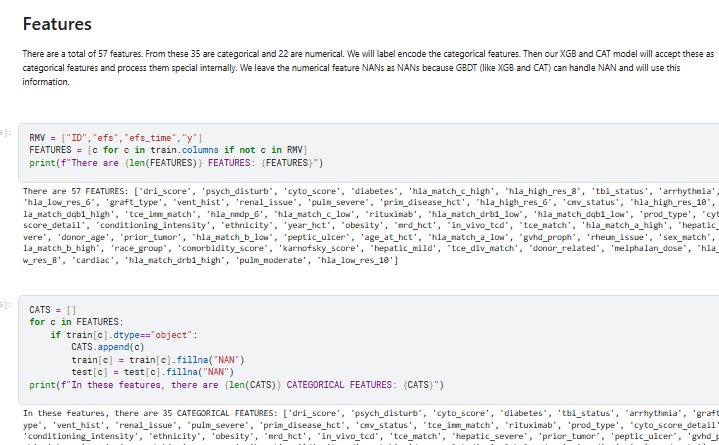 Features
There are a total of 57 features. From these 35 are categorical and 22 are numerical. We will label encode the categorical features. Then our XGB and CAT model will accept these as
categorical features and process them special internally. We leave the numerical feature NANs as NANs because GBDT (like XGB and CAT) can handle NAN and will use this
information.
]:
RMV = ["ID","efs","efs_time","y"]
FEATURES = [c for c in train.columns if not c in RMV]
print(f"There are {len(FEATURES)} FEATURES: {FEATURES}")
There are 57 FEATURES: ['dri_score', 'psych_disturb', 'cyto_score', 'diabetes', 'hla_match_c_high', 'hla_high_res_8', 'tbi_status', 'arrhythmia',
'hla_low_res_6', 'graft_type', 'vent_hist', 'renal_issue', 'pulm_severe', 'prim_disease_hct', 'hla_high_res_6', 'cmv_status', 'hla_high_res_10',
la_match_dqb1_high', 'tce_imm_match', 'hla_nmdp_6', 'hla_match_c_low', 'rituximab', 'hla_match_drb1_low', 'hla_match_dqb1_low', 'prod_type', 'cyt
score_detail', 'conditioning_intensity', 'ethnicity', 'year_hct', 'obesity', 'mrd_hct', 'in_vivo_tcd', 'tce_match', 'hla_match_a_high', 'hepatic_
vere', 'donor_age', 'prior_tumor', 'hla_match_b_low', 'peptic_ulcer', 'age_at_hct', 'hla_match_a_low', 'gvhd_proph', 'rheum_issue', 'sex_match',
la_match_b_high', 'race_group', 'comorbidity_score', 'karnofsky_score', 'hepatic_mild', 'tce_div_match', 'donor_related', 'melphalan_dose', 'hla_
w_res_8', 'cardiac', 'hla_match_drb1_high', 'pulm_moderate', 'hla_low_res_10']
]:
CATS = []
for c in FEATURES:
if train[c].dtype=="object":
CATS.append(c)
train[c] = train[c].fillna("NAN")
test[c] = test[c].fillna("NAN")
print(f"In these features, there are {len(CATS)} CATEGORICAL FEATURES: {CATS}")
In these features, there are 35 CATEGORICAL FEATURES: ['dri_score', 'psych_disturb', 'cyto_score', 'diabetes', 'tbi_status', 'arrhythmia', 'graft
ype', 'vent_hist', 'renal_issue', 'pulm_severe', 'prim_disease_hct', 'cmv_status', 'tce_imm_match', 'rituximab', 'prod_type', 'cyto_score_detail'
'conditioning_intensity', 'ethnicity', 'obesity', 'mrd_hct', 'in_vivo_tcd', 'tce_match', 'hepatic_severe', 'prior_tumor', 'peptic_ulcer', 'gvhd_p